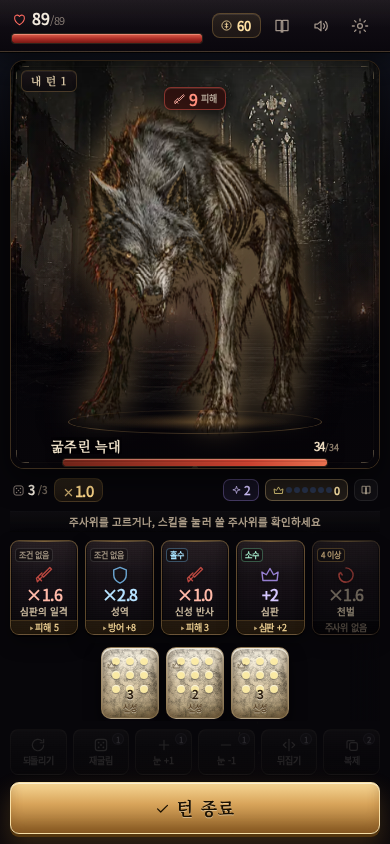 89/89
60
내 턴 1
9 피해
굶주린 늑대
34/34
3/3
×1.0
2
0
주사위를 고르거나, 스킬을 눌러 쓸 주사위를 확인하세요
조건 없음
×1.6
심판의 일격
▸피해 5
조건 없음
×2.8
성역
▸방어 +8
홀수
×1.0
신성 반사
▸피해 3
소수
+2
심판
▸심판 +2
4 이상
×1.6
천벌
주사위 없음
3
신성
2
신성
3
신성
되돌리기
1
재굴림
1
눈 +1
1
눈 -1
1
뒤집기
2
복제
✓ 턴 종료